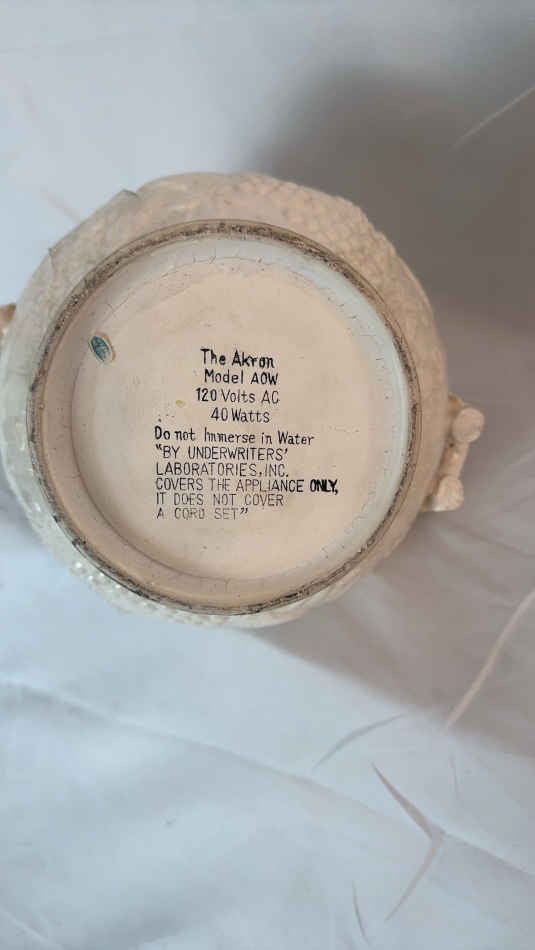 The Akron
Model AOW
120 Volts AC
40 Watts
Do not Immerse in Water
"BY UNDERWRITERS'
LABORATORIES, INC.
COVERS THE APPLIANCE ONLY,
IT DOES NOT COVER
A CORD SET"